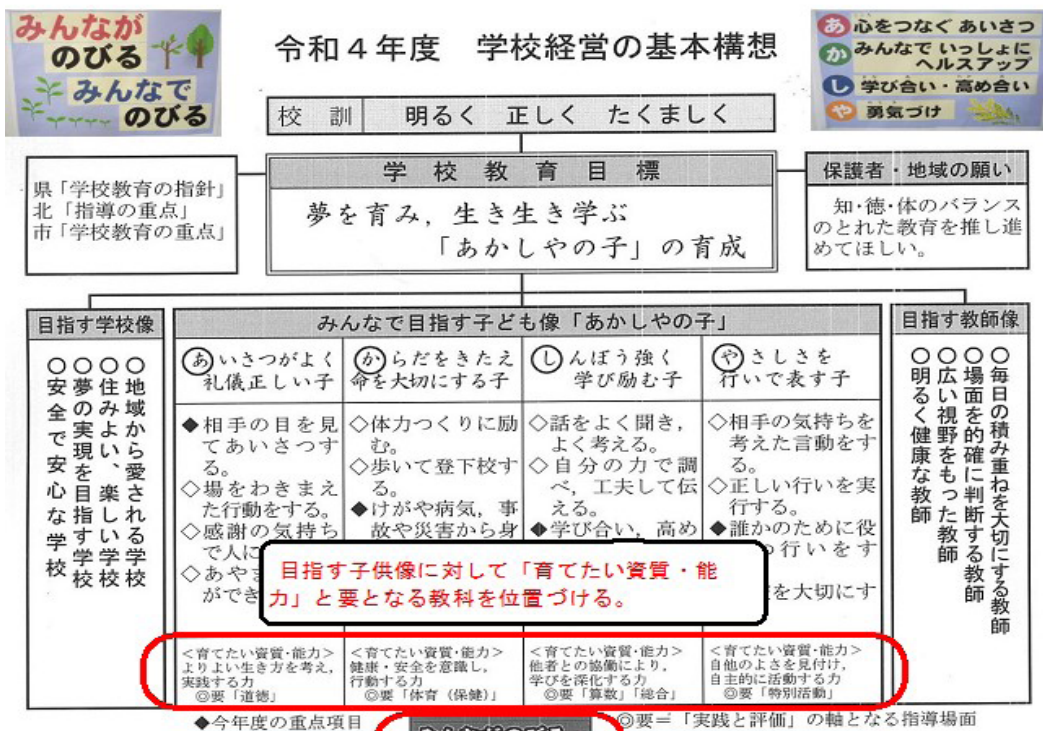 みんなが
のびる
みんなで
のびる
令和４年度　学校経営の基本構想
あ 心をつなぐ あいさつ
か みんなで いっしょに
ヘルスアップ
し 学び合い・高め合い
や 勇気づけ
校　訓　明るく　正しく　たくましく
県「学校教育の指針」
北「指導の重点」
市「学校教育の重点」
学校教育目標
夢を育み，生き生き学ぶ
「あかしやの子」の育成
保護者・地域の願い
知・徳・体のバランス
のとれた教育を推し進
めてほしい。
目指す学校像
○地域から愛される学校
○住みよい、楽しい学校
○夢の実現を目指す学校
○安全で安心な学校
みんなで目指す子ども像「あかしやの子」
あいさつがよく
礼儀正しい子
◆相手の目を見
てあいさつす
る。
◇場をわきまえ
た行動をする。
◇感謝の気持ち
で人に
◇あやま
ができ
<育てたい資質・能力>
よりよい生き方を考え，
実践する力
◎要「道徳」
からだをきたえ
命を大切にする子
◇体力つくりに励
む。
◇歩いて登下校す
る。
◆けがや病気，事
故や災害から身
<育てたい資質・能力>
健康・安全を意識し，
行動する力
◎要「体育（保健）」
しんぼう強く
学び励む子
◇話をよく聞き，
よく考える。
◇自分の力で調
べ，工夫して伝
える。
◆学び合い，高め
<育てたい資質・能力>
他者との協働により，
学びを深化する力
◎要「算数」「総合」
やさしさを
行いで表す子
◇相手の気持ちを
考えた言動をす
る。
◇正しい行いを実
行する。
◆誰かのために役
行いをす
を大切にす
<育てたい資質・能力>
自他のよさを見付け，
自主的に活動する力
◎要「特別活動」
目指す子供像に対して「育てたい資質・能
力」と要となる教科を位置づける。
目指す教師像
○毎日の積み重ねを大切にする教師
○場面を的確に判断する教師
○広い視野をもった教師
○明るく健康な教師
◆今年度の重点項目
◎要＝「実践と評価」の軸となる指導場面